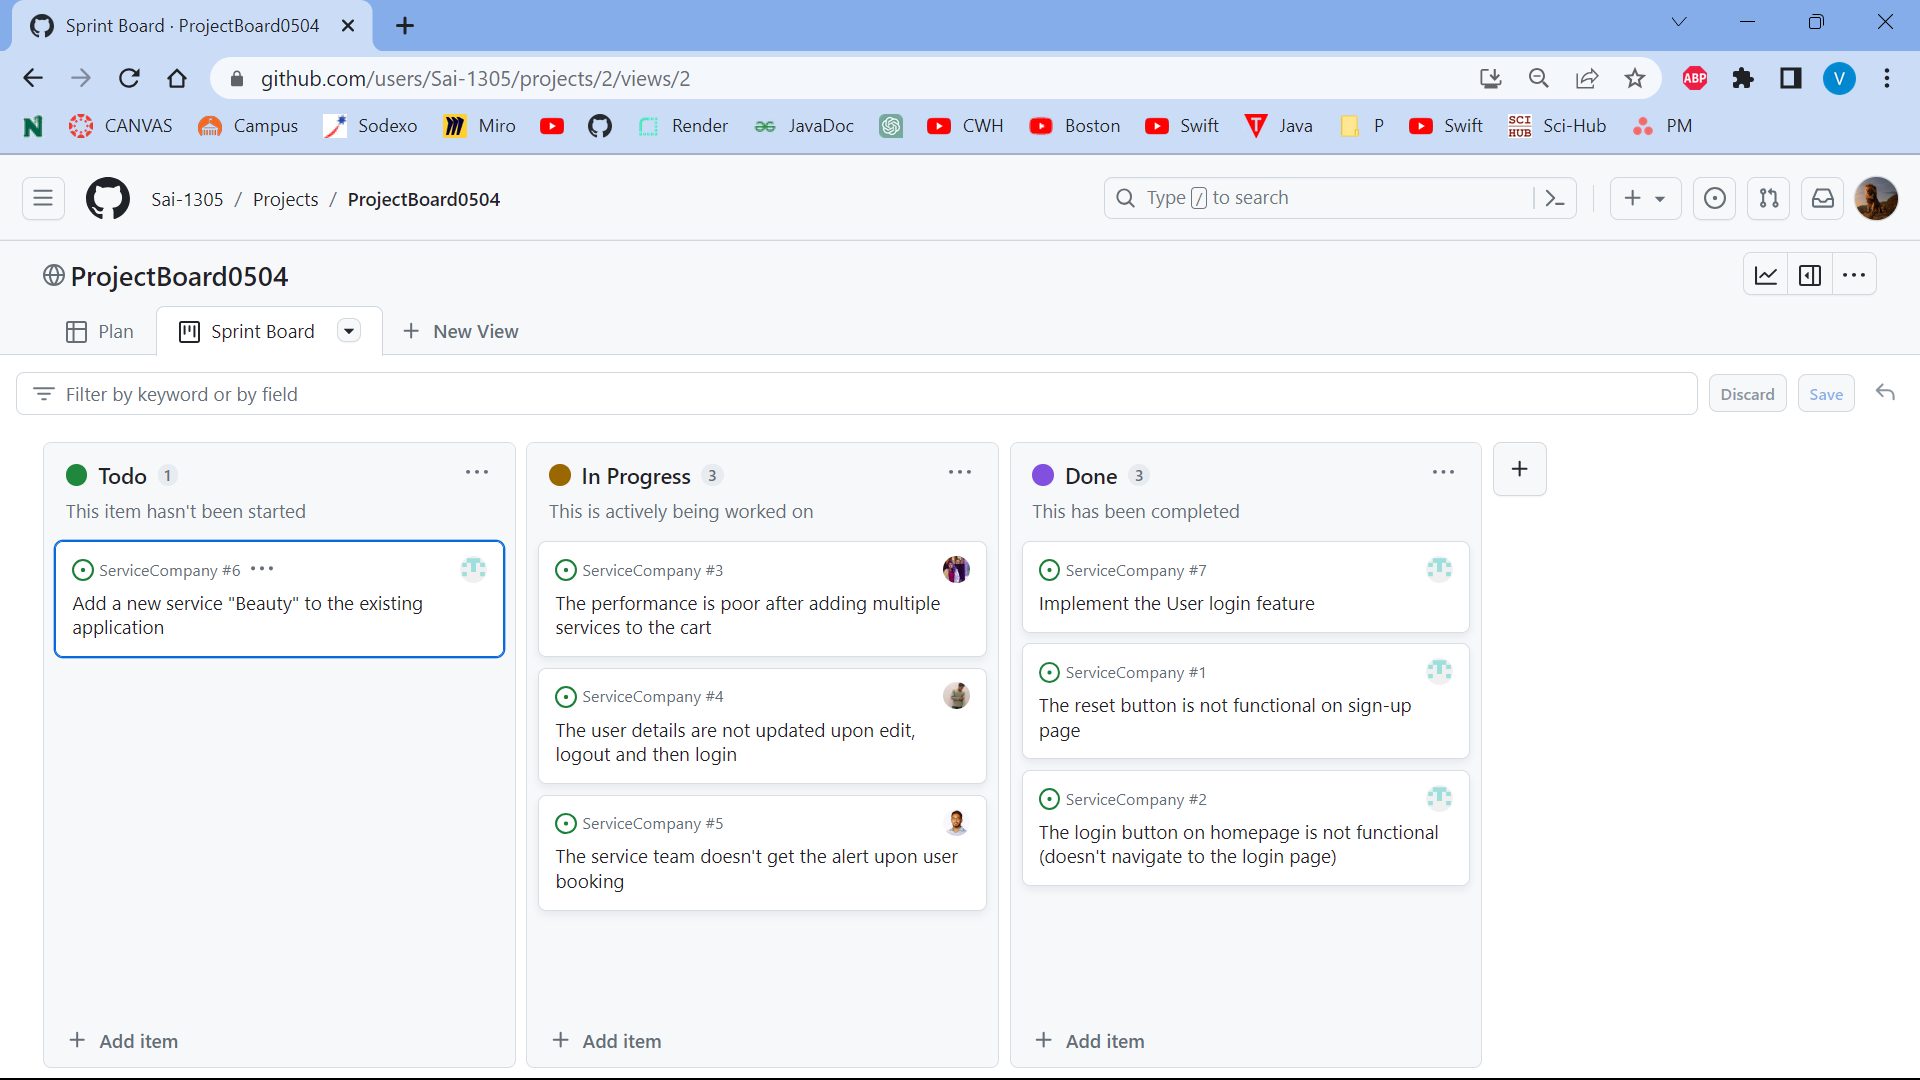 Sprint Board · ProjectBoard0504
github.com/users/Sai-1305/projects/2/views/2
ABP
V
N CANVAS Campus Sodexo Miro Render JavaDoc CWH Boston Swift Java P Swift SCI HUB Sci-Hub PM
Sai-1305 / Projects / ProjectBoard0504
Type / to search
ProjectBoard0504
Plan
Sprint Board
New View
Filter by keyword or by field
Discard
Save
Todo 1
This item hasn't been started
ServiceCompany #6
Add a new service "Beauty" to the existing
application
Add item
In Progress 3
This is actively being worked on
ServiceCompany #3
The performance is poor after adding multiple
services to the cart
ServiceCompany #4
The user details are not updated upon edit,
logout and then login
ServiceCompany #5
The service team doesn't get the alert upon user
booking
Add item
Done 3
This has been completed
ServiceCompany #7
Implement the User login feature
ServiceCompany #1
The reset button is not functional on sign-up
page
ServiceCompany #2
The login button on homepage is not functional
(doesn't navigate to the login page)
Add item